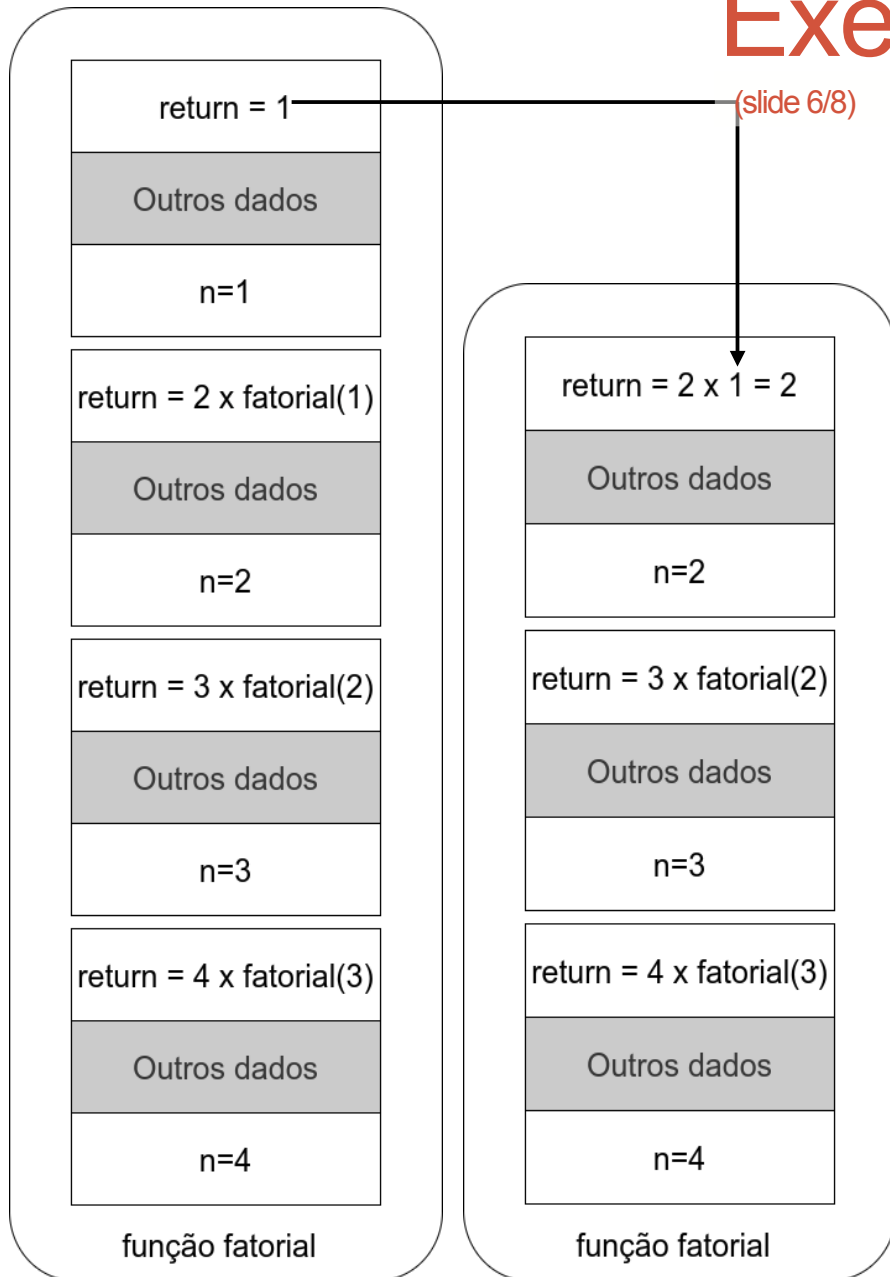 Exe
(slide 6/8)
return = 1
Outros dados
n=1
return = 2 x fatorial(1)
Outros dados
n=2
return = 3 x fatorial(2)
Outros dados
n=3
return = 4 x fatorial(3)
Outros dados
n=4
função fatorial
return = 2 x 1 = 2
Outros dados
n=2
return = 3 x fatorial(2)
Outros dados
n=3
return = 4 x fatorial(3)
Outros dados
n=4
função fatorial